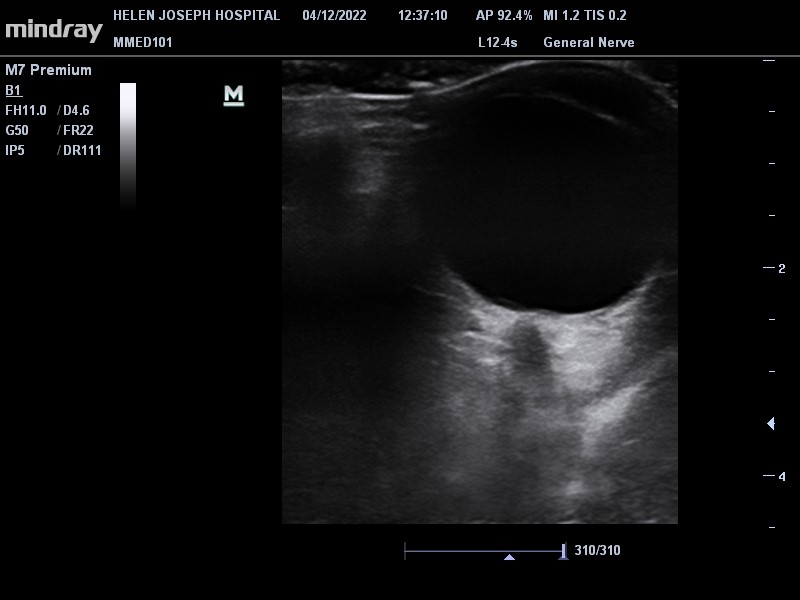 mindray
HELEN JOSEPH HOSPITAL 04/12/2022 12:37:10 AP 92.4% MI 1.2 TIS 0.2
MMED101 L12-4s General Nerve
M7 Premium
B1
FH11.0 / D4.6
G50 / FR22
IP5 / DR111
M
2
4
310/310